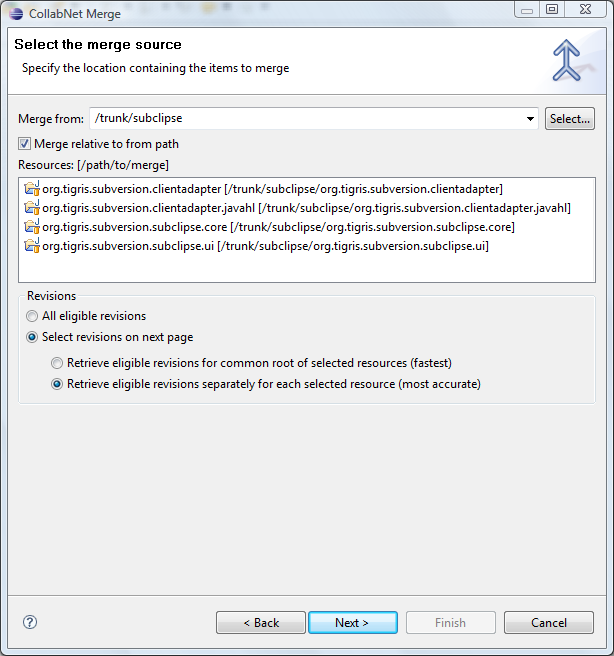 CollabNet Merge
Select the merge source
Specify the location containing the items to merge
Merge from: /trunk/subclipse Select...
Merge relative to from path
Resources: [/path/to/merge]
org.tigris.subversion.clientadapter [/trunk/subclipse/org.tigris.subversion.clientadapter]
org.tigris.subversion.clientadapter.javahl [/trunk/subclipse/org.tigris.subversion.clientadapter.javahl]
org.tigris.subversion.subclipse.core [/trunk/subclipse/org.tigris.subversion.subclipse.core]
org.tigris.subversion.subclipse.ui [/trunk/subclipse/org.tigris.subversion.subclipse.ui]
Revisions
All eligible revisions
Select revisions on next page
Retrieve eligible revisions for common root of selected resources (fastest)
Retrieve eligible revisions separately for each selected resource (most accurate)
? < Back Next > Finish Cancel